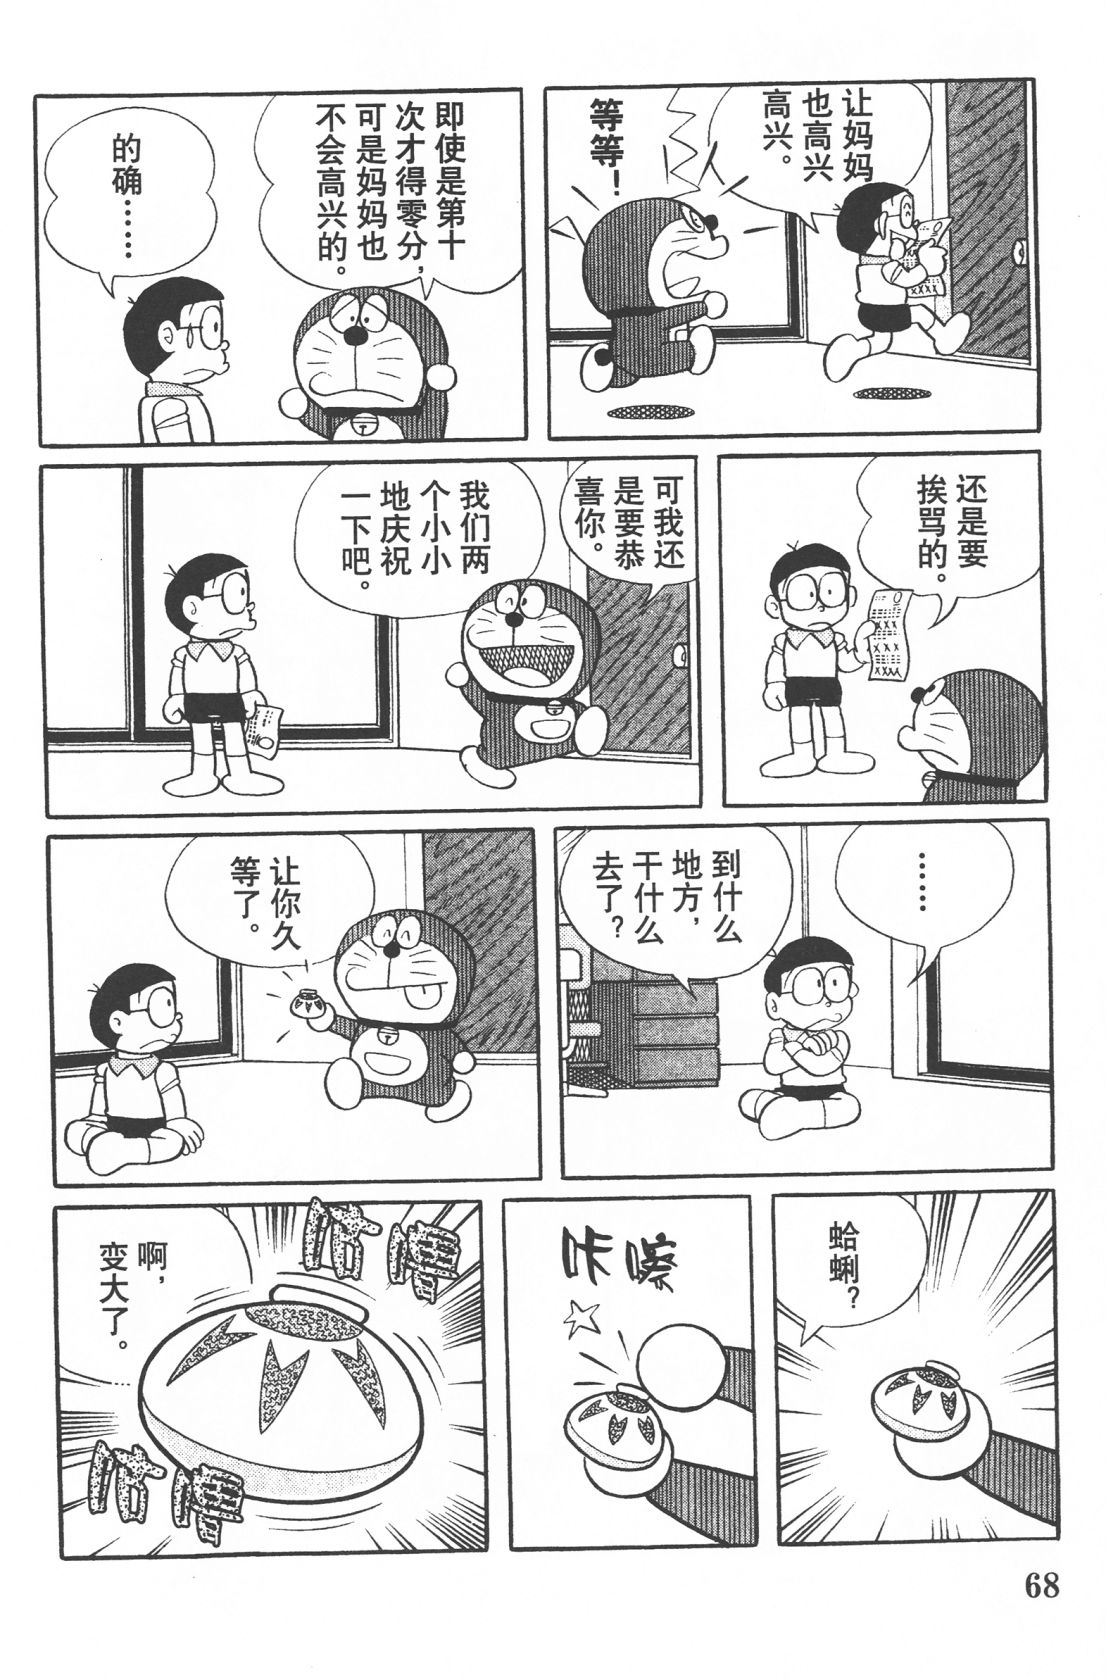 让妈妈
也高兴
高兴。
等等！
即使是第十
次才得零分，
可是妈妈也
不会高兴的。
的确……
还是要
挨骂的。
可我还
是要恭
喜你。
我们两
个小小
地庆祝
一下吧。
……
到什么
地方，
干什么
去了？
让你久
等了。
蛤蜊？
咔嚓
啊，
变大了。
咕嘟
咕嘟
68